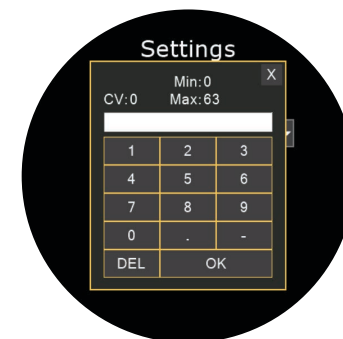 Settings
X
Min:0
CV:0 Max:63
1 2 3
4 5 6
7 8 9
0 . -
DEL OK